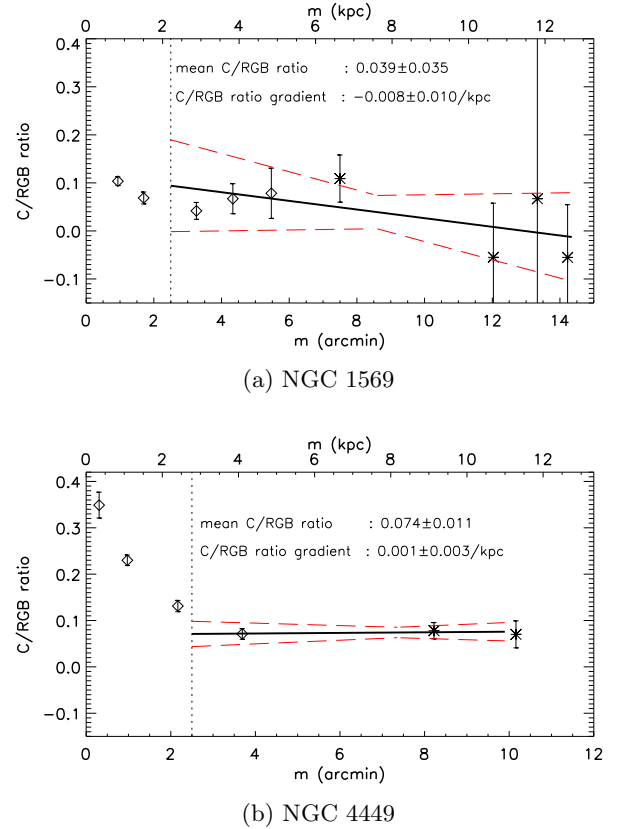 m (kpc)
0 2 4 6 8 10 12
0.4
0.3
0.2
0.1
0.0
−0.1
C/RGB ratio
mean C/RGB ratio : 0.039±0.035
C/RGB ratio gradient : −0.008±0.010/kpc
0 2 4 6 8 10 12 14
m (arcmin)
(a) NGC 1569
m (kpc)
0 2 4 6 8 10 12 13
0.4
0.3
0.2
0.1
0.0
−0.1
C/RGB ratio
mean C/RGB ratio : 0.074±0.011
C/RGB ratio gradient : 0.001±0.003/kpc
0 2 4 6 8 10 12
m (arcmin)
(b) NGC 4449